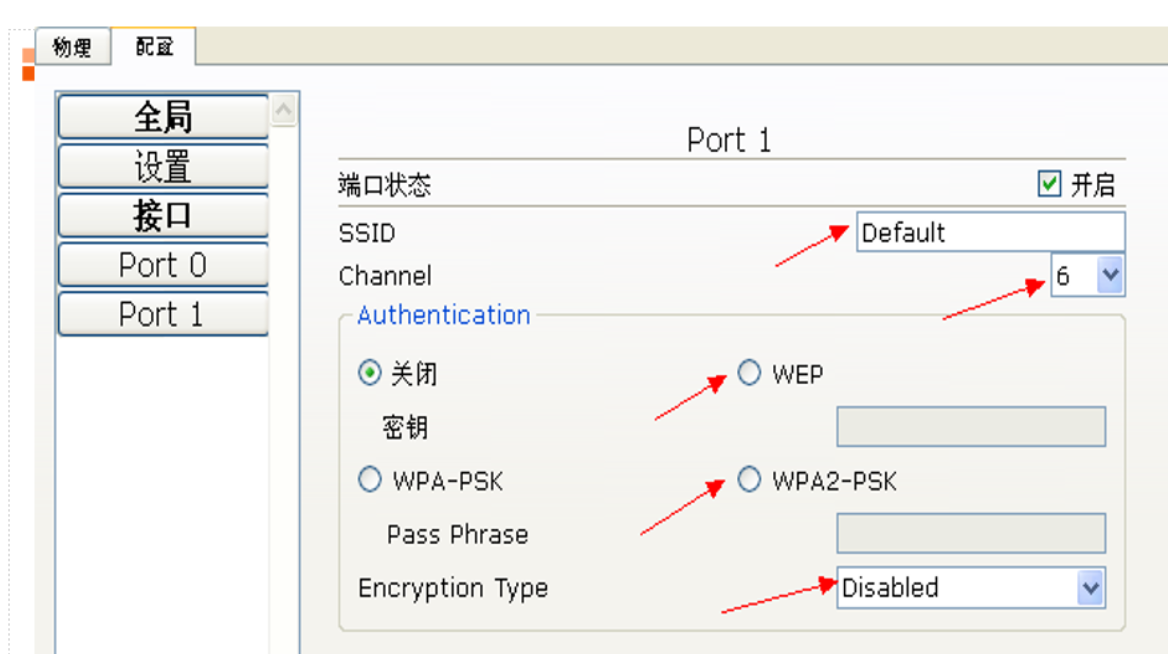 物理 配置
全局
设置
接口
Port 0
Port 1
Port 1
端口状态 开启
SSID Default
Channel 6
Authentication
关闭 WEP
密钥
WPA-PSK WPA2-PSK
Pass Phrase
Encryption Type Disabled